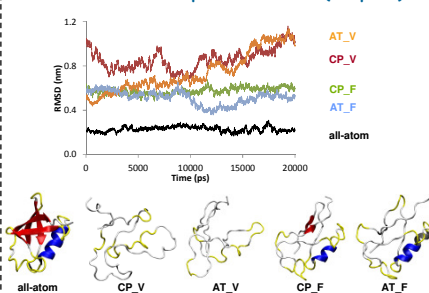 1.2
0.8
0.4
0.0
RMSD (nm)
0
5000
10000
15000
20000
Time (ps)
AT_V
CP_V
CP_F
AT_F
all-atom
all-atom
CP_V
AT_V
CP_F
AT_F